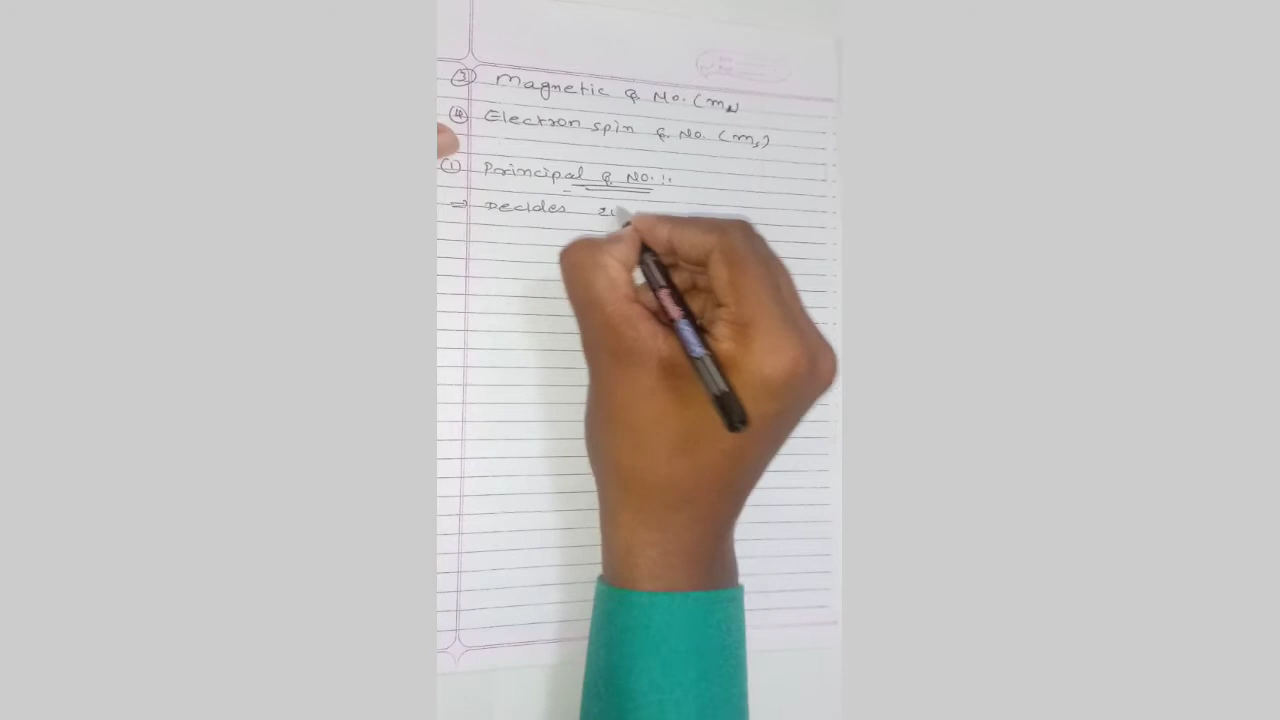 ③ Magnetic Q. No. (m
④ Electron spin Q. No. (ms)
① Principal Q. No. :.
⇒ Decides